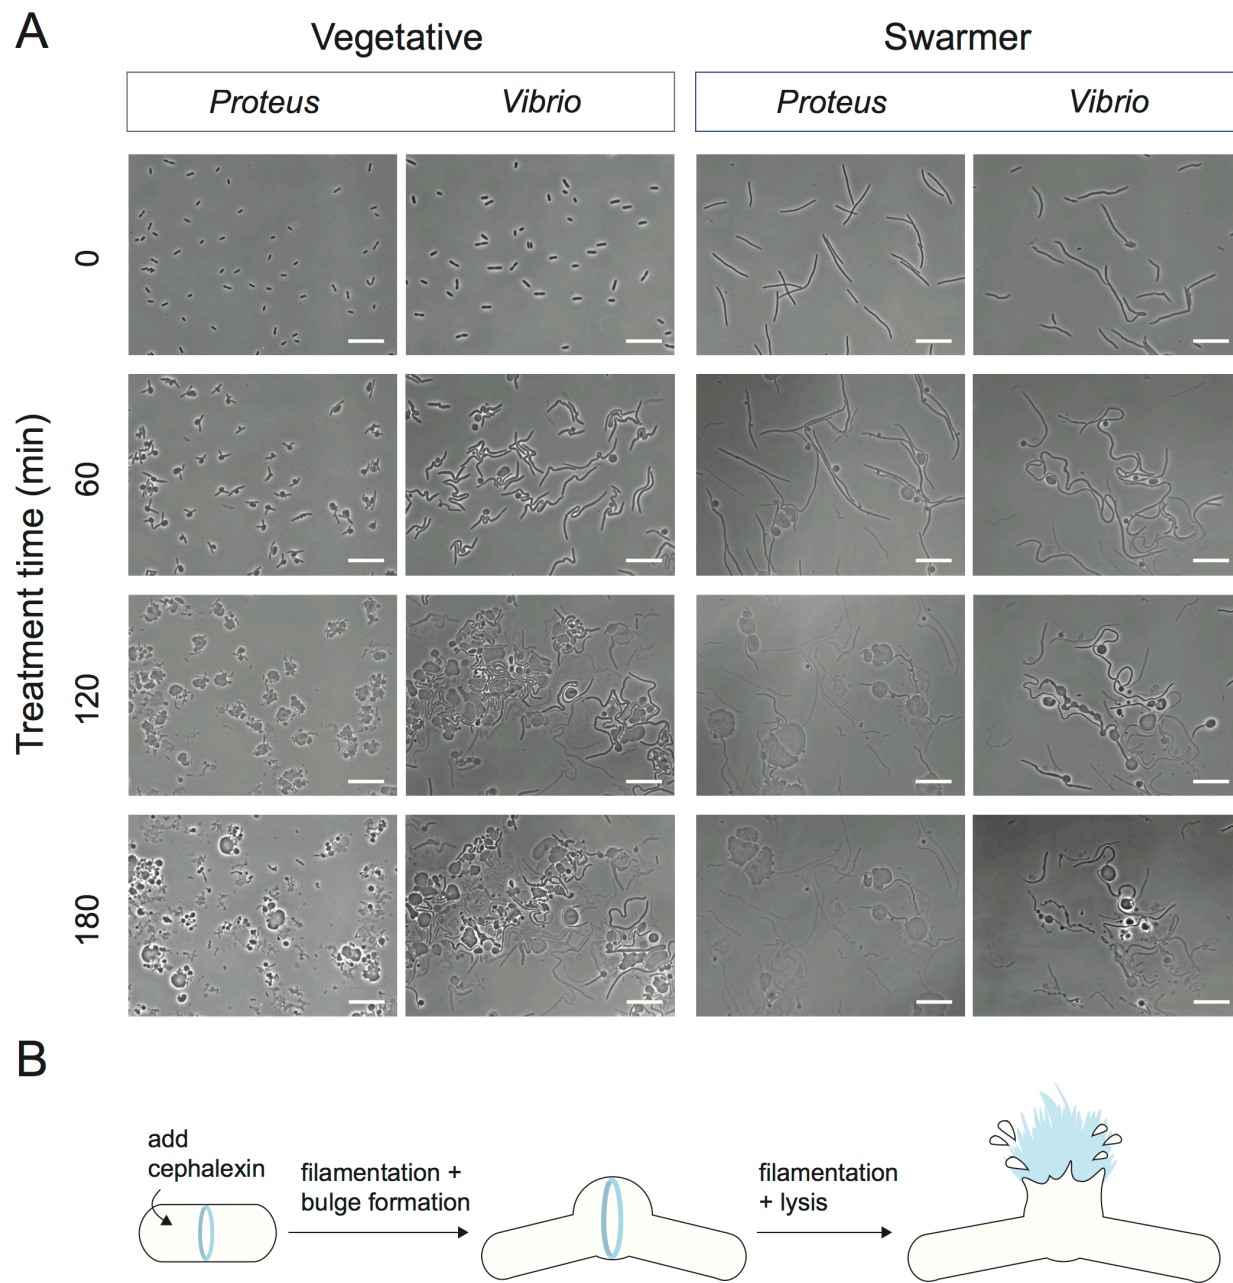 A
Vegetative
Swarmer
Proteus
Vibrio
Proteus
Vibrio
Treatment time (min)
0
60
120
180
B
add
cephalexin
filamentation +
bulge formation
filamentation
+ lysis